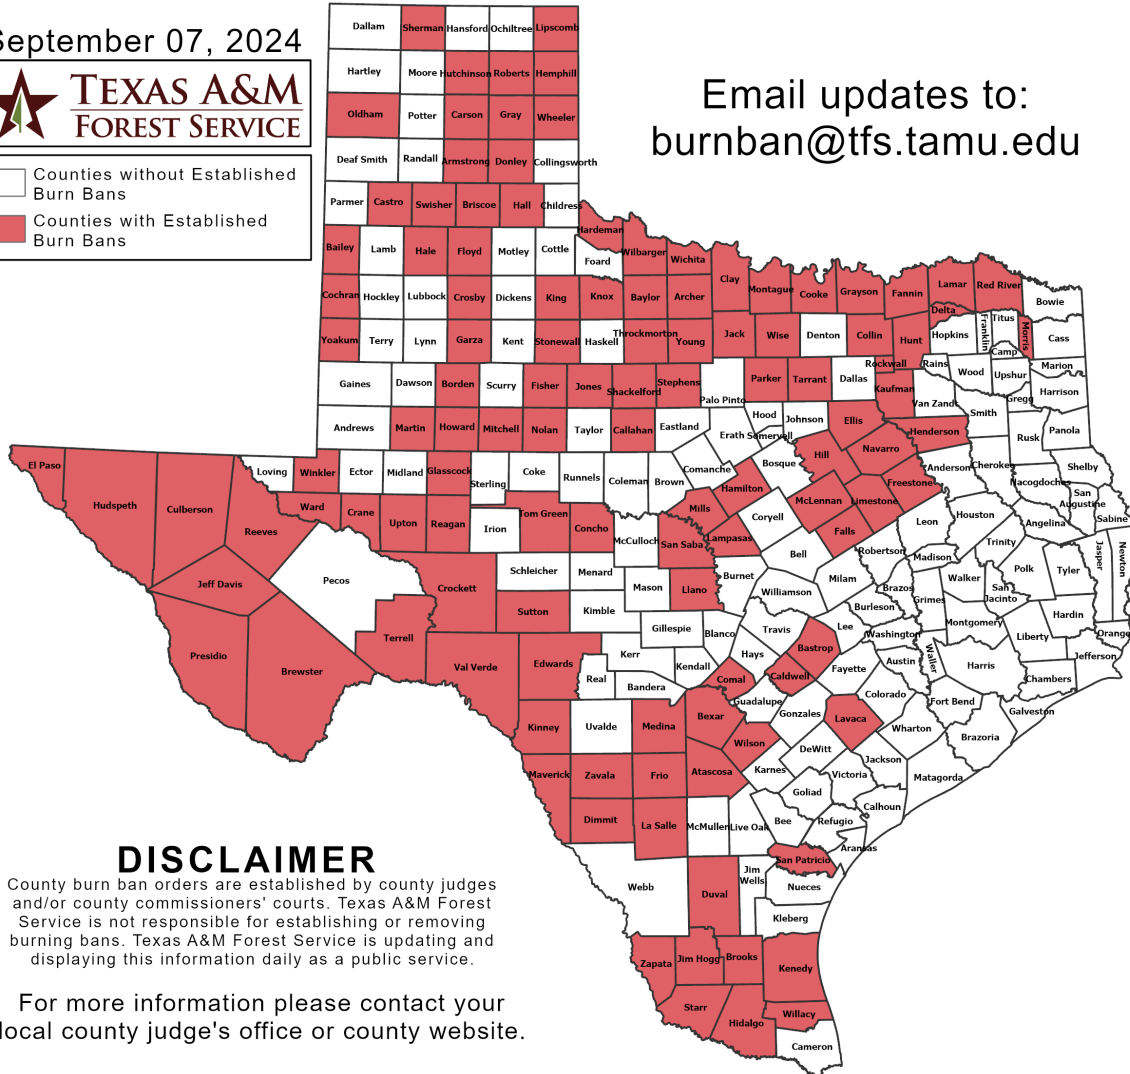 September 07, 2024
TEXAS A&M
FOREST SERVICE
Counties without Established
Burn Bans
Counties with Established
Burn Bans
Email updates to:
burnban@tfs.tamu.edu
Dallam
Sherman
Hansford
Ochiltree
Lipscomb
Hartley
Moore
Hutchinson
Roberts
Hemphill
Oldham
Potter
Carson
Gray
Wheeler
Deaf Smith
Randall
Armstrong
Donley
Collingsworth
Parmer
Castro
Swisher
Briscoe
Hall
Childress
Hardeman
Bailey
Lamb
Hale
Floyd
Motley
Cottle
Foard
Wilbarger
Wichita
Clay
Montague
Cooke
Grayson
Fannin
Lamar
Red River
Bowie
Cochran
Hockley
Lubbock
Crosby
Dickens
King
Knox
Baylor
Archer
Delta
Titus
Franklin
Morris
Cass
Yoakum
Terry
Lynn
Garza
Kent
Stonewall
Haskell
Throckmorton
Young
Jack
Wise
Denton
Collin
Hunt
Hopkins
Camp
Rockwall
Rains
Wood
Upshur
Marion
Gaines
Dawson
Borden
Scurry
Fisher
Jones
Shackelford
Stephens
Palo Pinto
Parker
Tarrant
Dallas
Kaufman
Van Zandt
Smith
Gregg
Harrison
Andrews
Martin
Howard
Mitchell
Nolan
Taylor
Callahan
Eastland
Erath
Hood
Somervell
Johnson
Ellis
Henderson
Rusk
Panola
El Paso
Loving
Winkler
Ector
Midland
Glasscock
Sterling
Coke
Runnels
Coleman
Brown
Comanche
Bosque
Hill
Navarro
Anderson
Cherokee
Nacogdoches
Shelby
San
Augustine
Sabine
Hudspeth
Culberson
Reeves
Ward
Crane
Upton
Reagan
Irion
Tom Green
Concho
McCulloch
San Saba
Mills
Hamilton
Lampasas
Coryell
McLennan
Limestone
Freestone
Falls
Leon
Houston
Angelina
Trinity
Jasper
Newton
Jeff Davis
Pecos
Crockett
Schleicher
Menard
Mason
Llano
Burnet
Bell
Milam
Robertson
Madison
Brazos
Grimes
Walker
San
Jacinto
Polk
Tyler
Hardin
Presidio
Brewster
Terrell
Val Verde
Sutton
Edwards
Kimble
Gillespie
Kerr
Real
Bandera
Kendall
Blanco
Williamson
Travis
Hays
Bastrop
Lee
Burleson
Washington
Montgomery
Liberty
Orange
Jefferson
Chambers
Harris
Waller
Austin
Fayette
Caldwell
Comal
Guadalupe
Gonzales
Colorado
Fort Bend
Galveston
Brazoria
Wharton
Lavaca
Kinney
Uvalde
Medina
Bexar
Wilson
DeWitt
Jackson
Matagorda
Maverick
Zavala
Frio
Atascosa
Karnes
Goliad
Victoria
Calhoun
Dimmit
La Salle
McMullen
Live Oak
Bee
Refugio
Aransas
San Patricio
Webb
Duval
Jim
Wells
Nueces
Kleberg
Zapata
Jim Hogg
Brooks
Kenedy
Starr
Hidalgo
Willacy
Cameron
DISCLAIMER
County burn ban orders are established by county judges
and/or county commissioners' courts. Texas A&M Forest
Service is not responsible for establishing or removing
burning bans. Texas A&M Forest Service is updating and
displaying this information daily as a public service.
For more information please contact your
local county judge's office or county website.